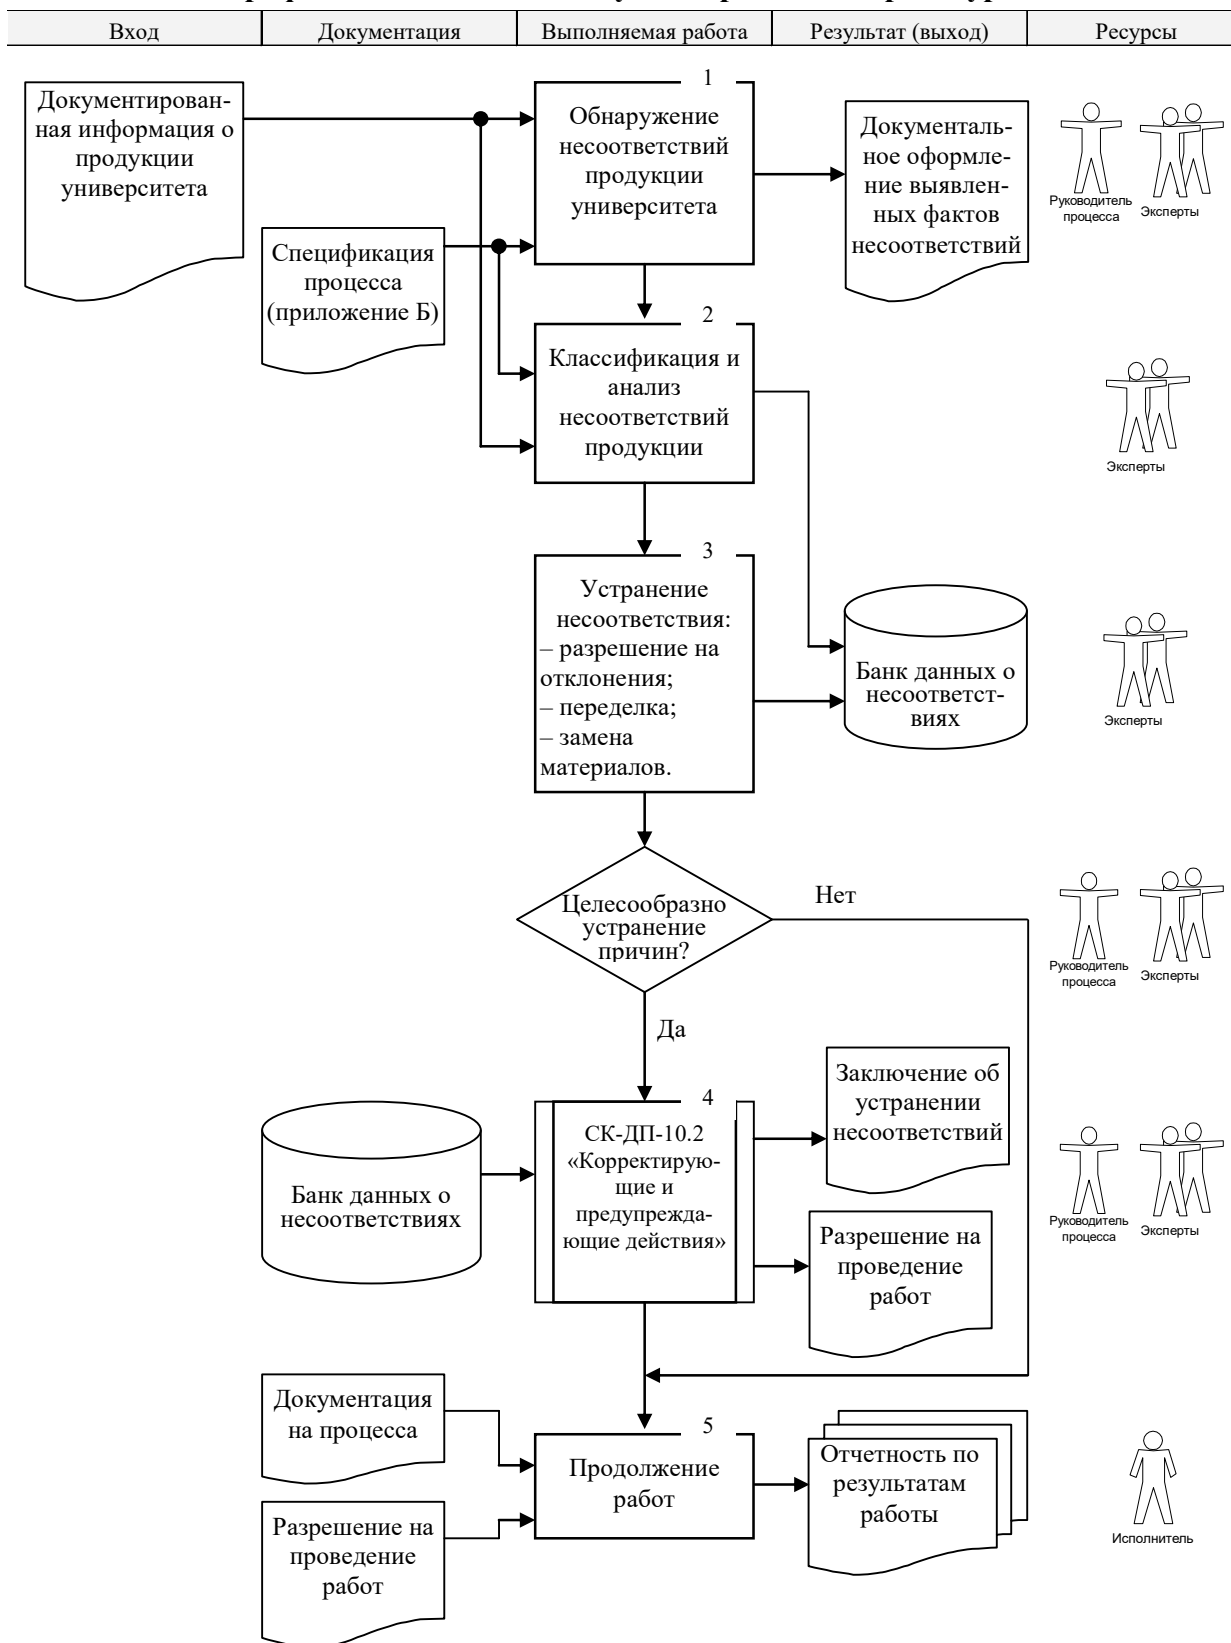 Вход
Документация
Выполняемая работа
Результат (выход)
Ресурсы
Документирован-
ная информация о
продукции
университета
1
Обнаружение
несоответствий
продукции
университета
Документаль-
ное оформле-
ние выявлен-
ных фактов
несоответствий
Руководитель
процесса
Эксперты
Спецификация
процесса
(приложение Б)
2
Классификация и
анализ
несоответствий
продукции
Эксперты
3
Устранение
несоответствия:
– разрешение на
отклонения;
– переделка;
– замена
материалов.
Банк данных о
несоответст-
виях
Эксперты
Целесообразно
устранение
причин?
Нет
Да
Руководитель
процесса
Эксперты
4
СК-ДП-10.2
«Корректирую-
щие и
предупрежда-
ющие действия»
Банк данных о
несоответствиях
Заключение об
устранении
несоответствий
Разрешение на
проведение
работ
Руководитель
процесса
Эксперты
Документация
на процесса
Разрешение на
проведение
работ
5
Продолжение
работ
Отчетность по
результатам
работы
Исполнитель